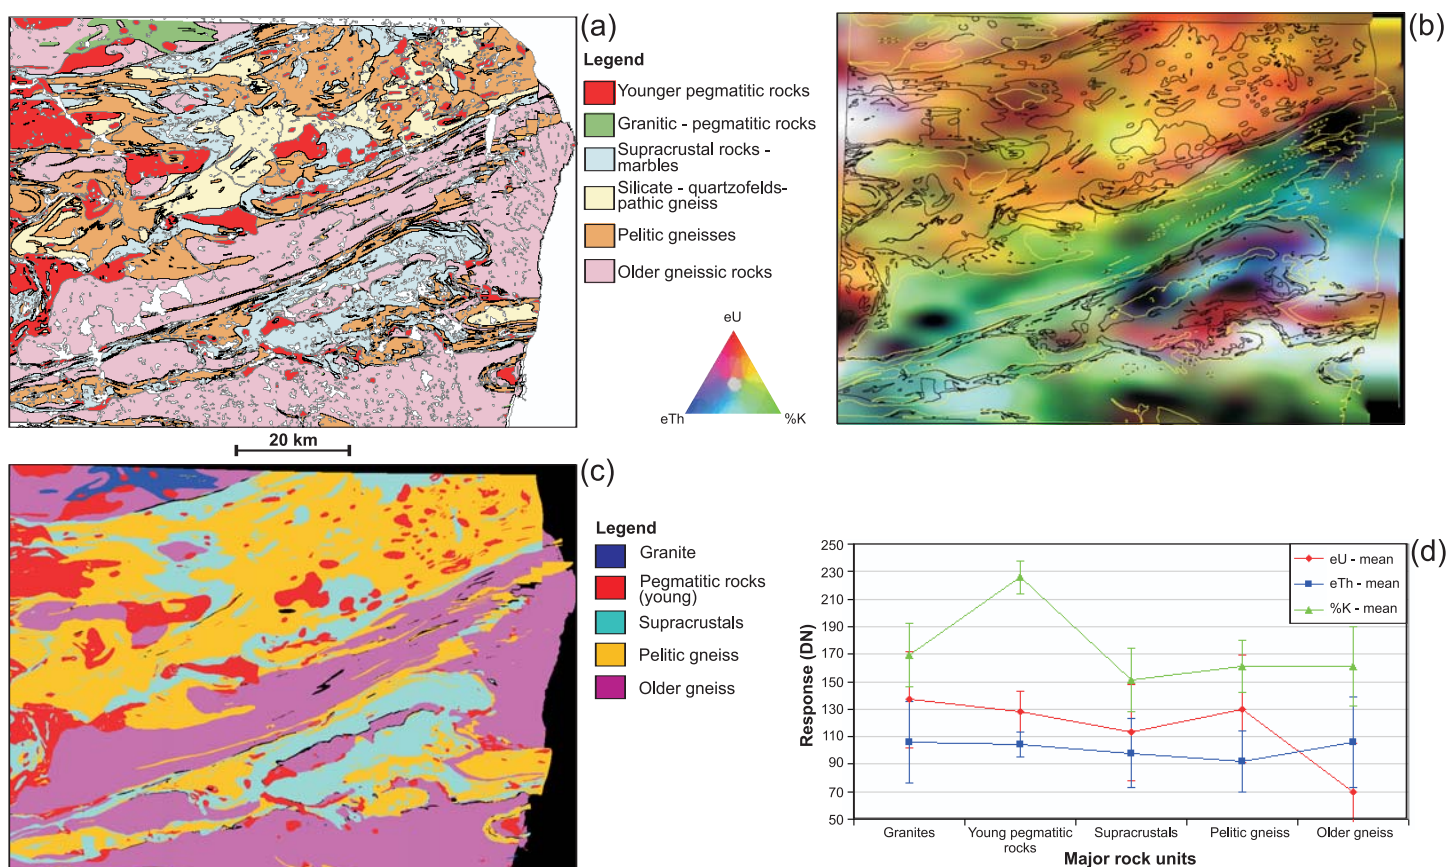 (a)
Legend
Younger pegmatitic rocks
Granitic - pegmatitic rocks
Supracrustal rocks -
marbles
Silicate - quartzofelds-
pathic gneiss
Pelitic gneisses
Older gneissic rocks
eU
eTh
%K
20 km
(b)
(c)
Legend
Granite
Pegmatitic rocks
(young)
Supracrustals
Pelitic gneiss
Older gneiss
(d)
eU - mean
eTh - mean
%K - mean
Response (DN)
250
230
210
190
170
150
130
110
90
70
50
Granites
Young pegmatitic
rocks
Supracrustals
Pelitic gneiss
Older gneiss
Major rock units